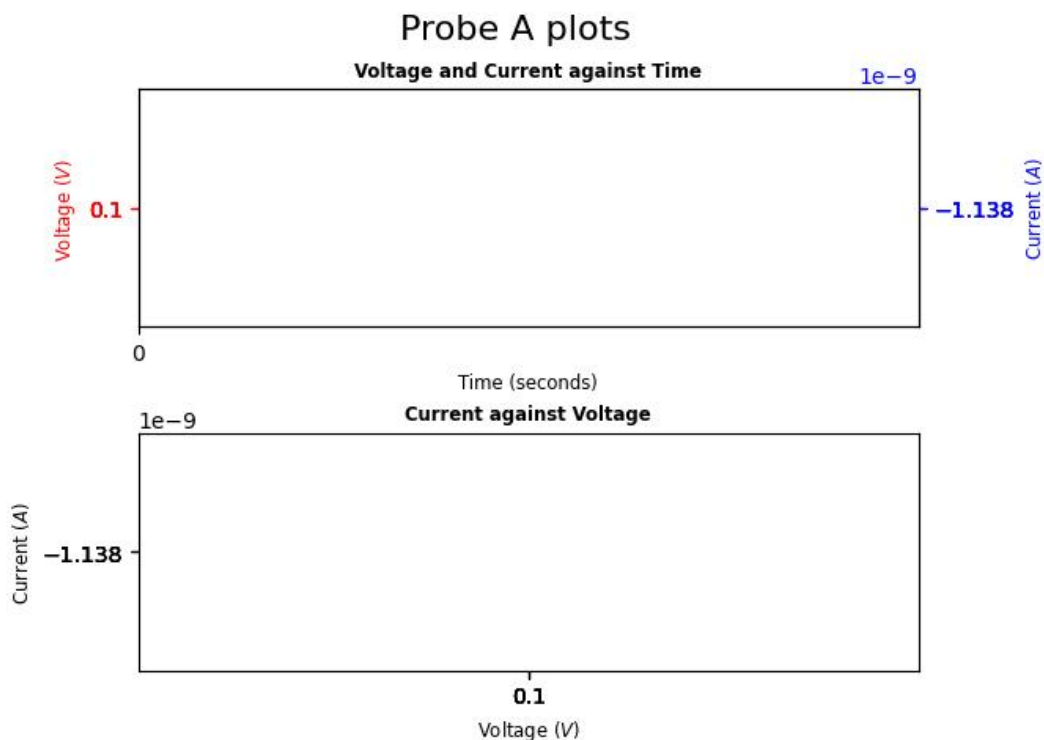 Probe A plots
Voltage and Current against Time
1e−9
Voltage (V)
0.1
−1.138
Current (A)
0
Time (seconds)
Current against Voltage
1e−9
Current (A)
−1.138
0.1
Voltage (V)